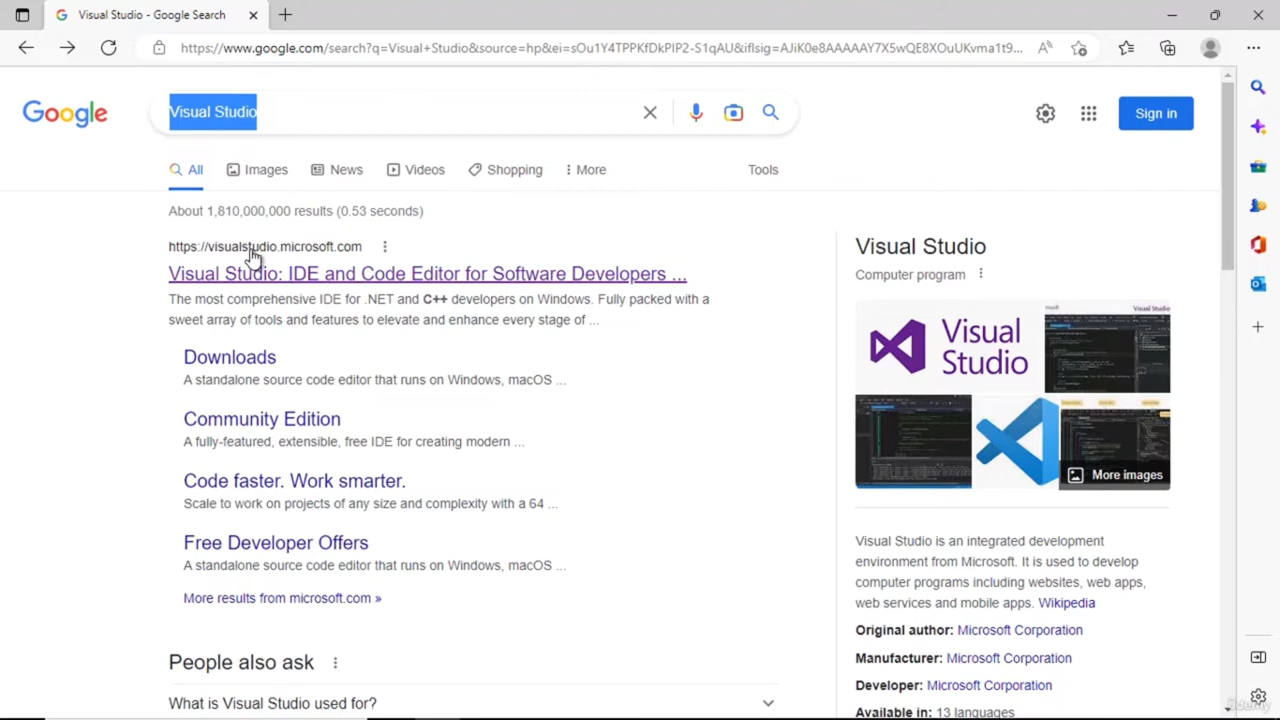 Visual Studio - Google Search
https://www.google.com/search?q=Visual+Studio&source=hp&ei=sOu1Y4TPPKfDkPIP2-S1qAU&iflsig=AJiK0e8AAAAAY7X5wQE8XOuUKvma1t9...
Google
Visual Studio
Sign in
All
Images
News
Videos
Shopping
More
Tools
About 1,810,000,000 results (0.53 seconds)
https://visualstudio.microsoft.com
Visual Studio: IDE and Code Editor for Software Developers ...
The most comprehensive IDE for .NET and C++ developers on Windows. Fully packed with a
sweet array of tools and features to elevate and enhance every stage of ...
Downloads
A standalone source code editor that runs on Windows, macOS ...
Community Edition
A fully-featured, extensible, free IDE for creating modern ...
Code faster. Work smarter.
Scale to work on projects of any size and complexity with a 64 ...
Free Developer Offers
A standalone source code editor that runs on Windows, macOS ...
More results from microsoft.com »
People also ask
What is Visual Studio used for?
Visual Studio
Computer program
Visual
Studio
Visual Studio
More images
Visual Studio is an integrated development
environment from Microsoft. It is used to develop
computer programs including websites, web apps,
web services and mobile apps. Wikipedia
Original author: Microsoft Corporation
Manufacturer: Microsoft Corporation
Developer: Microsoft Corporation
Available in: 13 languages
udemy